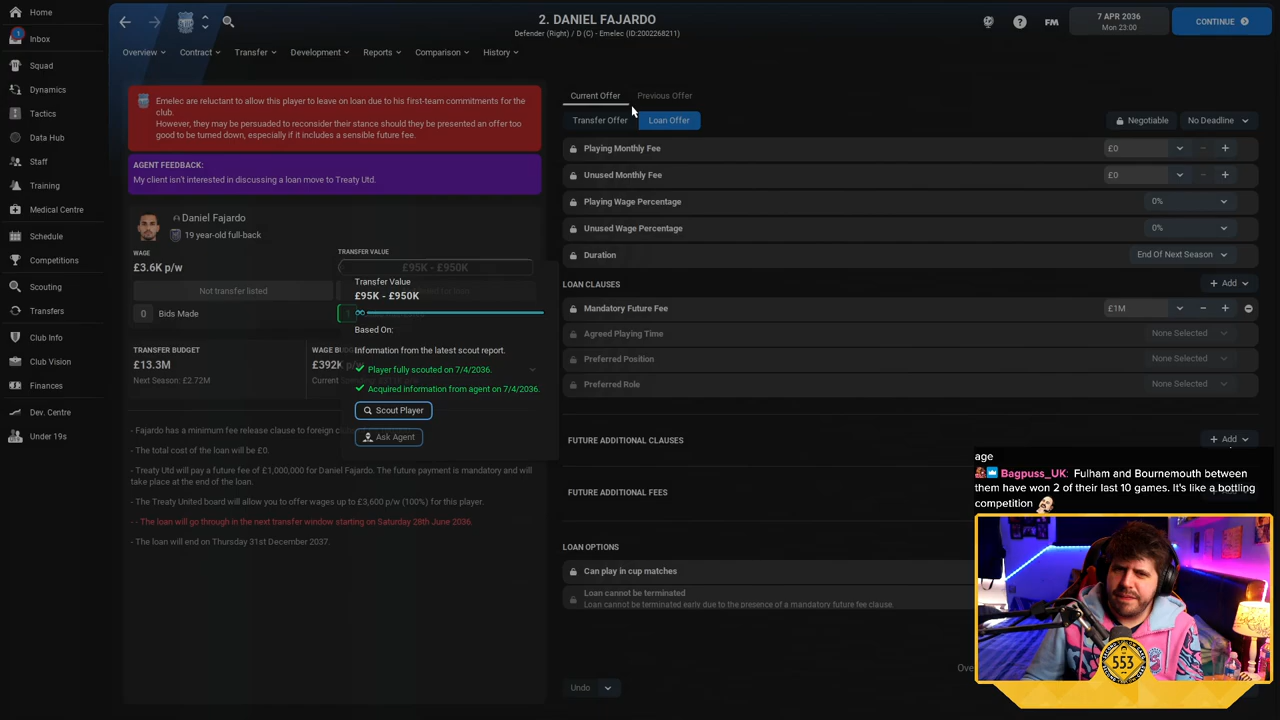 Home
Inbox
Squad
Dynamics
Tactics
Data Hub
Staff
Training
Medical Centre
Schedule
Competitions
Scouting
Transfers
Club Info
Club Vision
Finances
Dev. Centre
Under 19s
2. DANIEL FAJARDO
Defender (Right) / D (C) - Emelec (ID:2002268211)
FM
7 APR 2036
Mon 23:00
CONTINUE
Overview
Contract
Transfer
Development
Reports
Comparison
History
Emelec are reluctant to allow this player to leave on loan due to his first-team commitments for the
club.
However, they may be persuaded to reconsider their stance should they be presented an offer too
good to be turned down, especially if it includes a sensible future fee.
AGENT FEEDBACK:
My client isn't interested in discussing a loan move to Treaty Utd.
Daniel Fajardo
19 year-old full-back
WAGE
£3.6K p/w
TRANSFER VALUE
£95K - £950K
Not transfer listed
0 Bids Made
Transfer Value
£95K - £950K
Based On:
Information from the latest scout report.
Player fully scouted on 7/4/2036.
Acquired information from agent on 7/4/2036.
Scout Player
Ask Agent
TRANSFER BUDGET
£13.3M
Next Season: £2.72M
WAGE BU
£392K p/
Current
- Fajardo has a minimum fee release clause to foreign
- The total cost of the loan will be £0.
- Treaty Utd will pay a future fee of £1,000,000 for Daniel Fajardo. The future payment is mandatory and will
take place at the end of the loan.
- The Treaty United board will allow you to offer wages up to £3,600 p/w (100%) for this player.
- - The loan will go through in the next transfer window starting on Saturday 28th June 2036.
- The loan will end on Thursday 31st December 2037.
Current Offer
Previous Offer
Transfer Offer
Loan Offer
Negotiable
No Deadline
Playing Monthly Fee £0
Unused Monthly Fee £0
Playing Wage Percentage 0%
Unused Wage Percentage 0%
Duration End Of Next Season
LOAN CLAUSES + Add
Mandatory Future Fee £1M
Agreed Playing Time None Selected
Preferred Position None Selected
Preferred Role None Selected
FUTURE ADDITIONAL CLAUSES + Add
FUTURE ADDITIONAL FEES
LOAN OPTIONS
Can play in cup matches
Loan cannot be terminated
Loan cannot be terminated early due to the presence of a mandatory future fee clause.
Undo
age
Bagpuss_UK: Fulham and Bournemouth between
them have won 2 of their last 10 games. It's like a bottling
competition
553